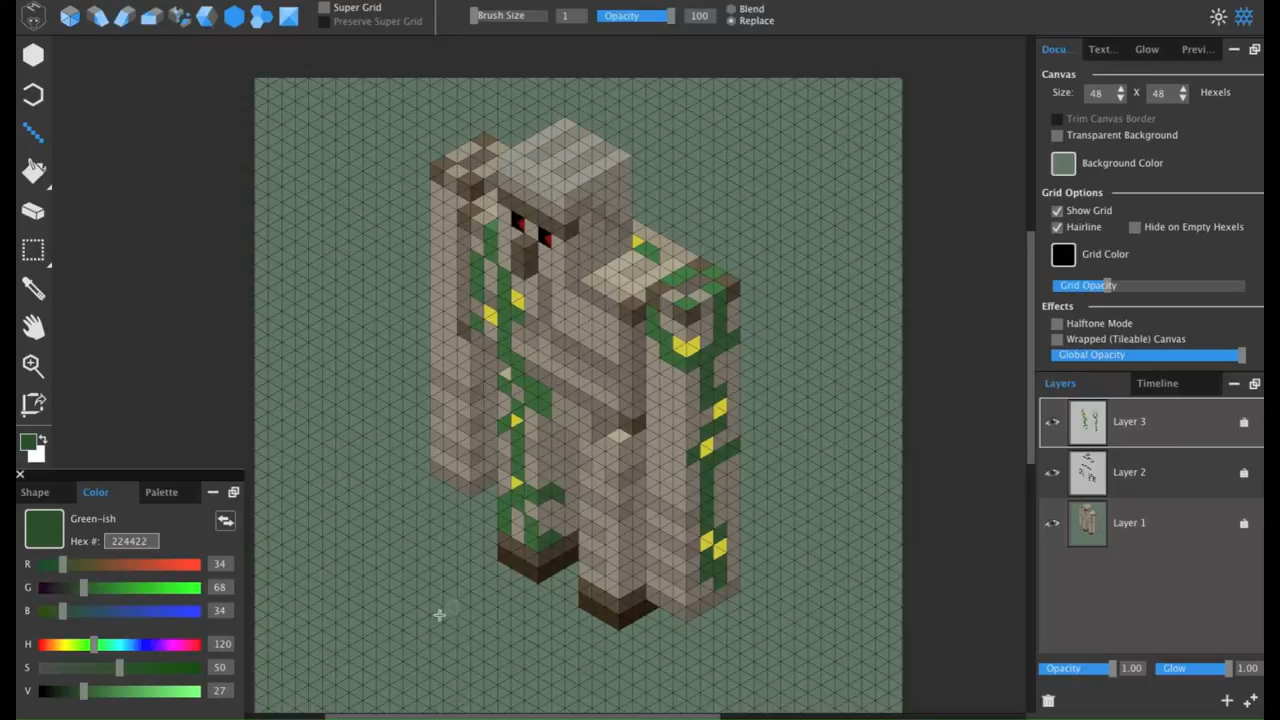 Super Grid
Preserve Super Grid
Brush Size 1
Opacity 100
Blend
Replace
Docu... Text... Glow Previ...
Canvas
Size: 48 X 48 Hexels
Trim Canvas Border
Transparent Background
Background Color
Grid Options
Show Grid
Hairline Hide on Empty Hexels
Grid Color
Grid Opacity
Effects
Halftone Mode
Wrapped (Tileable) Canvas
Global Opacity
Layers Timeline
Layer 3
Layer 2
Layer 1
Opacity 1.00 Glow 1.00
Shape Color Palette
Green-ish
Hex #: 224422
R 34
G 68
B 34
H 120
S 50
V 27